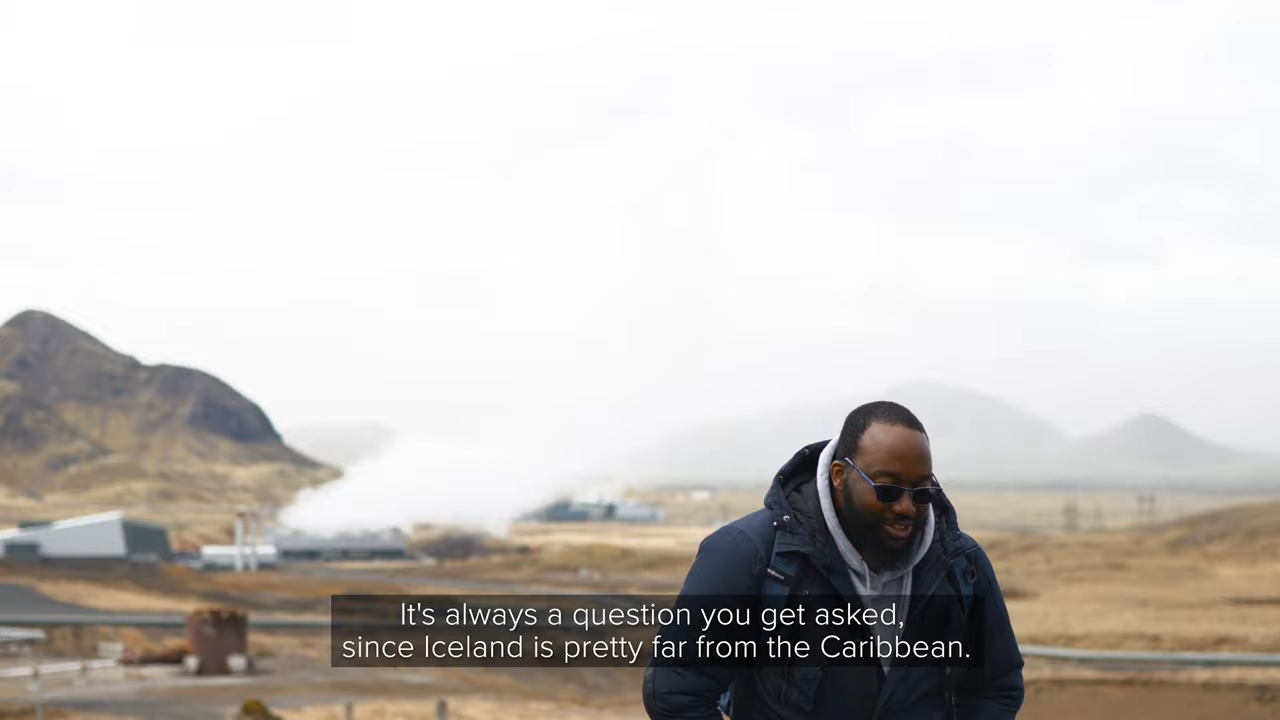 It's always a question you get asked,
since Iceland is pretty far from the Caribbean.